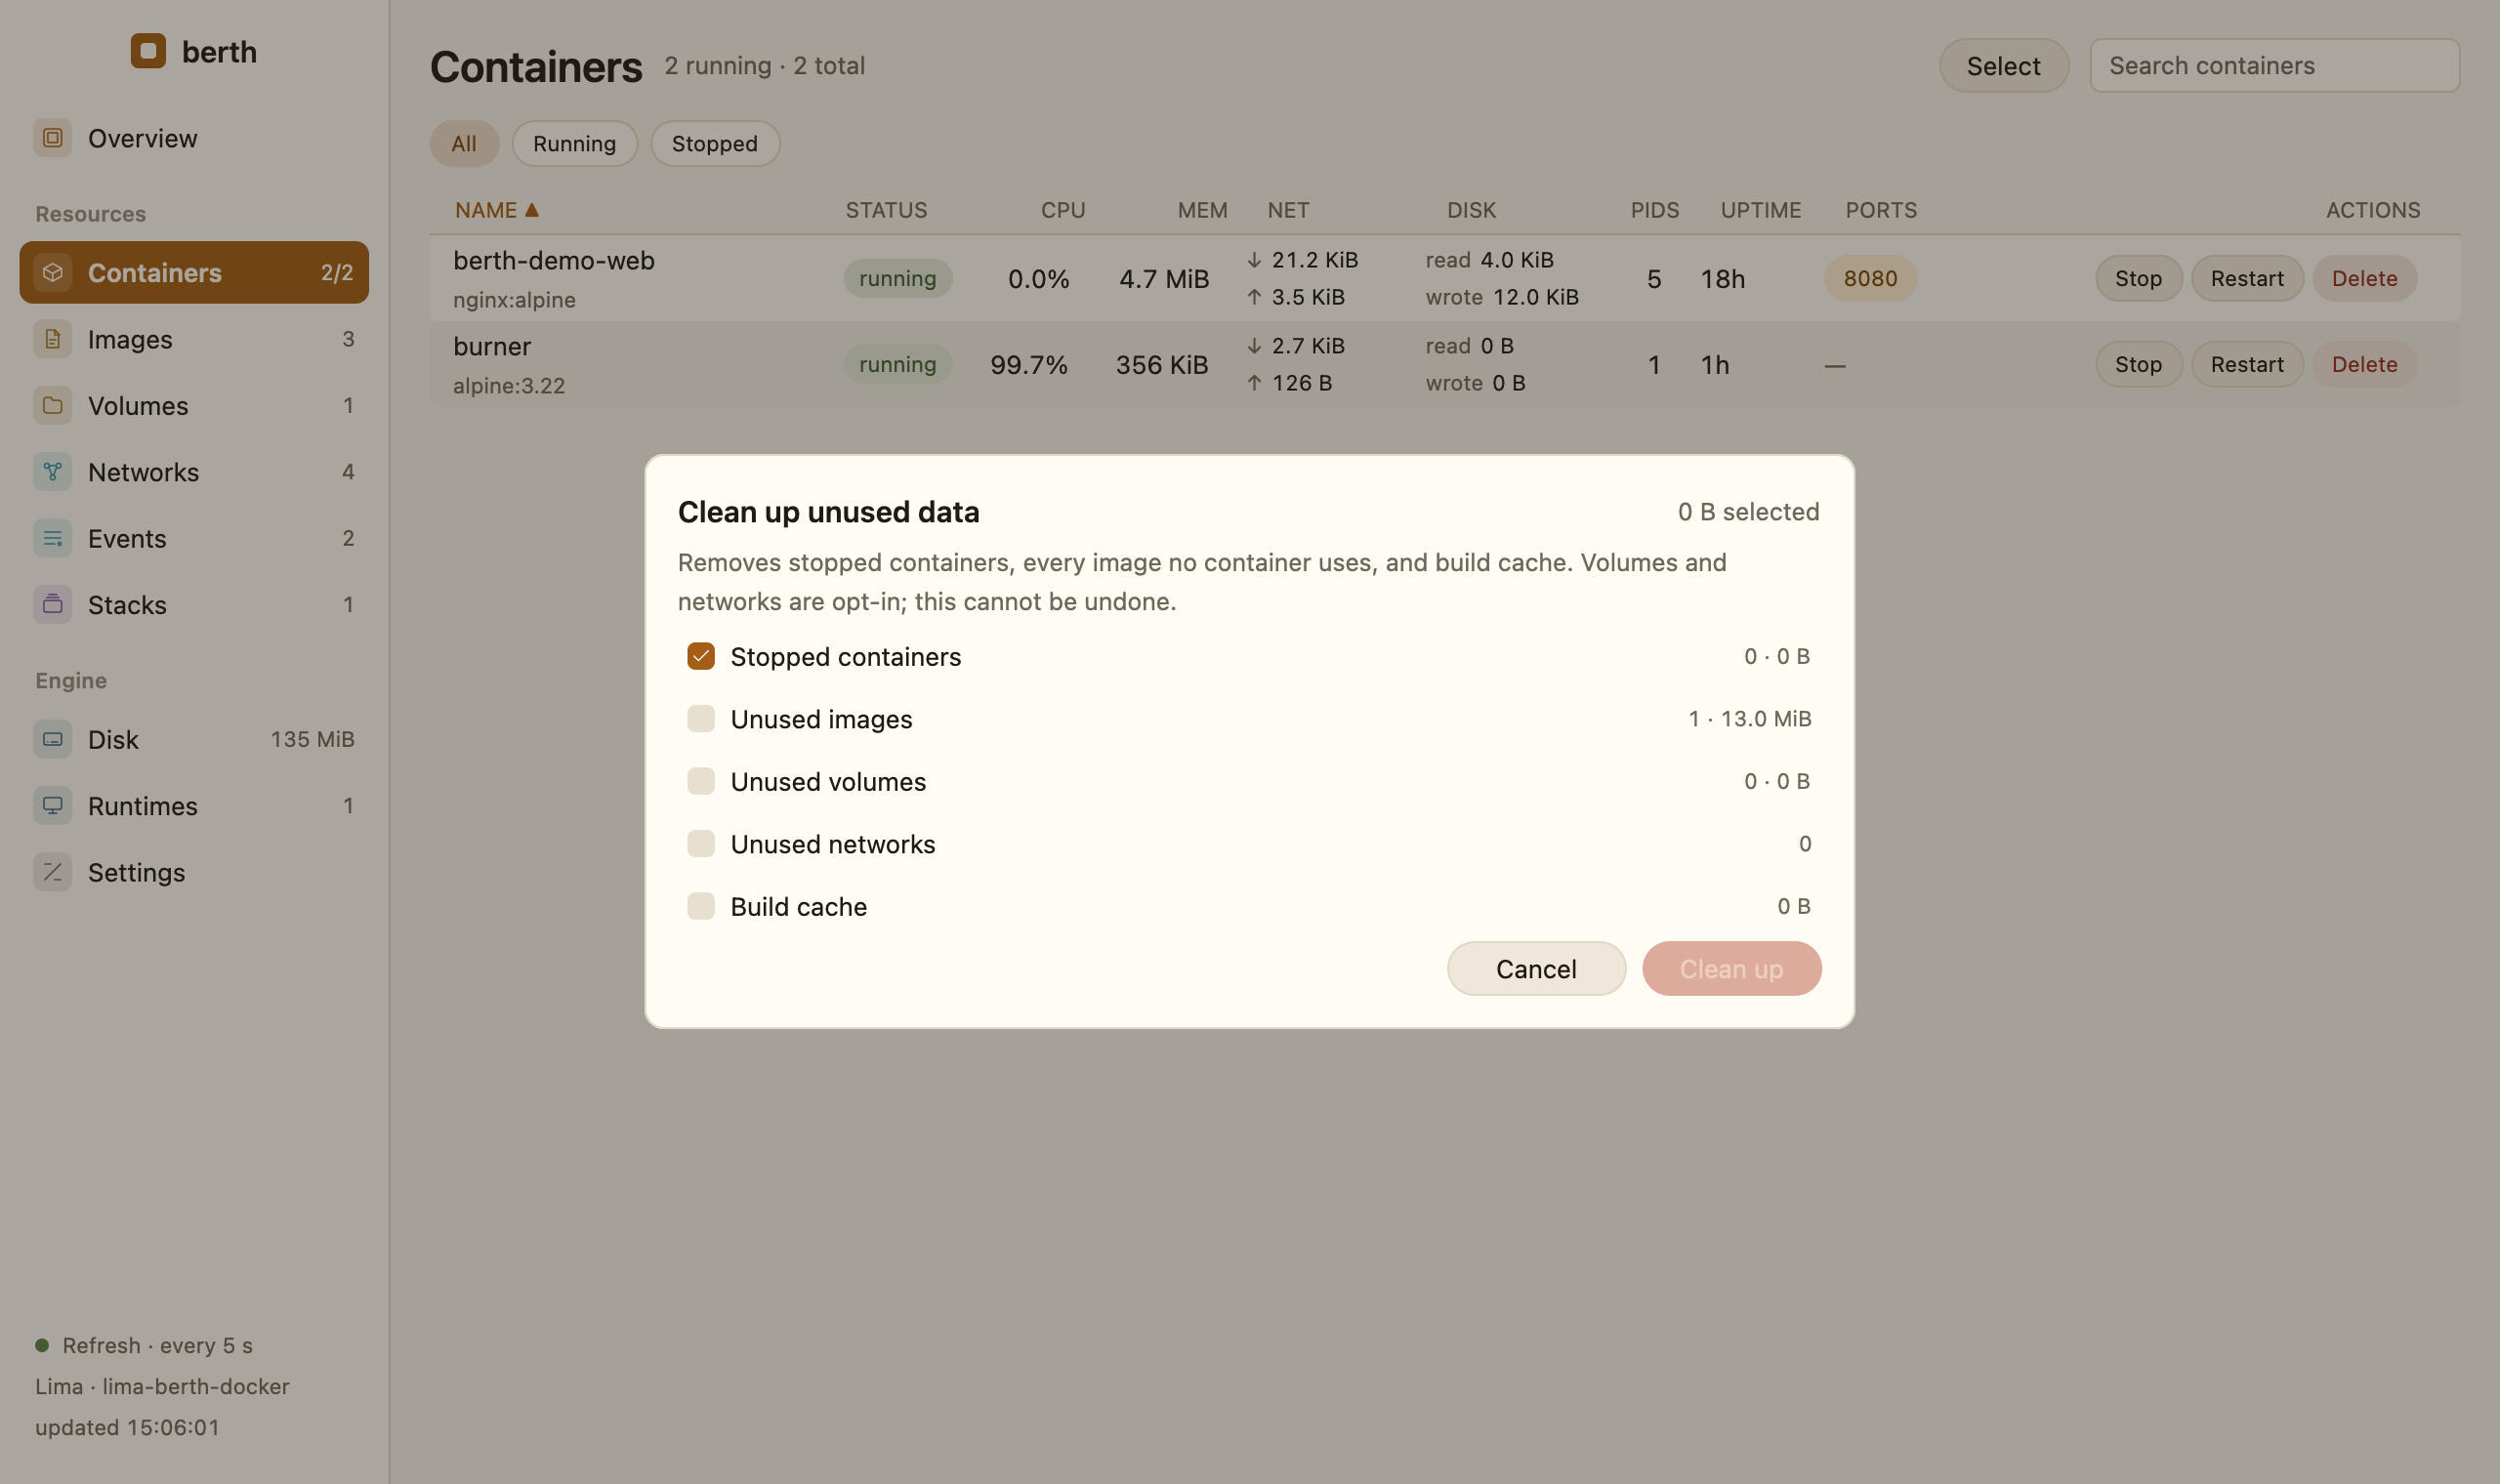 berth
Overview
Resources
Containers 2/2
Images 3
Volumes 1
Networks 4
Events 2
Stacks 1
Engine
Disk 135 MiB
Runtimes 1
Settings
Refresh · every 5 s
Lima · lima-berth-docker
updated 15:06:01
Containers 2 running · 2 total
Select
Search containers
All Running Stopped
NAME ▲ STATUS CPU MEM NET DISK PIDS UPTIME PORTS ACTIONS
berth-demo-web
nginx:alpine
running 0.0% 4.7 MiB
↓ 21.2 KiB
↑ 3.5 KiB
read 4.0 KiB
wrote 12.0 KiB
5 18h 8080 Stop Restart Delete
burner
alpine:3.22
running 99.7% 356 KiB
↓ 2.7 KiB
↑ 126 B
read 0 B
wrote 0 B
1 1h — Stop Restart Delete
Clean up unused data 0 B selected
Removes stopped containers, every image no container uses, and build cache. Volumes and
networks are opt-in; this cannot be undone.
Stopped containers 0 · 0 B
Unused images 1 · 13.0 MiB
Unused volumes 0 · 0 B
Unused networks 0
Build cache 0 B
Cancel Clean up